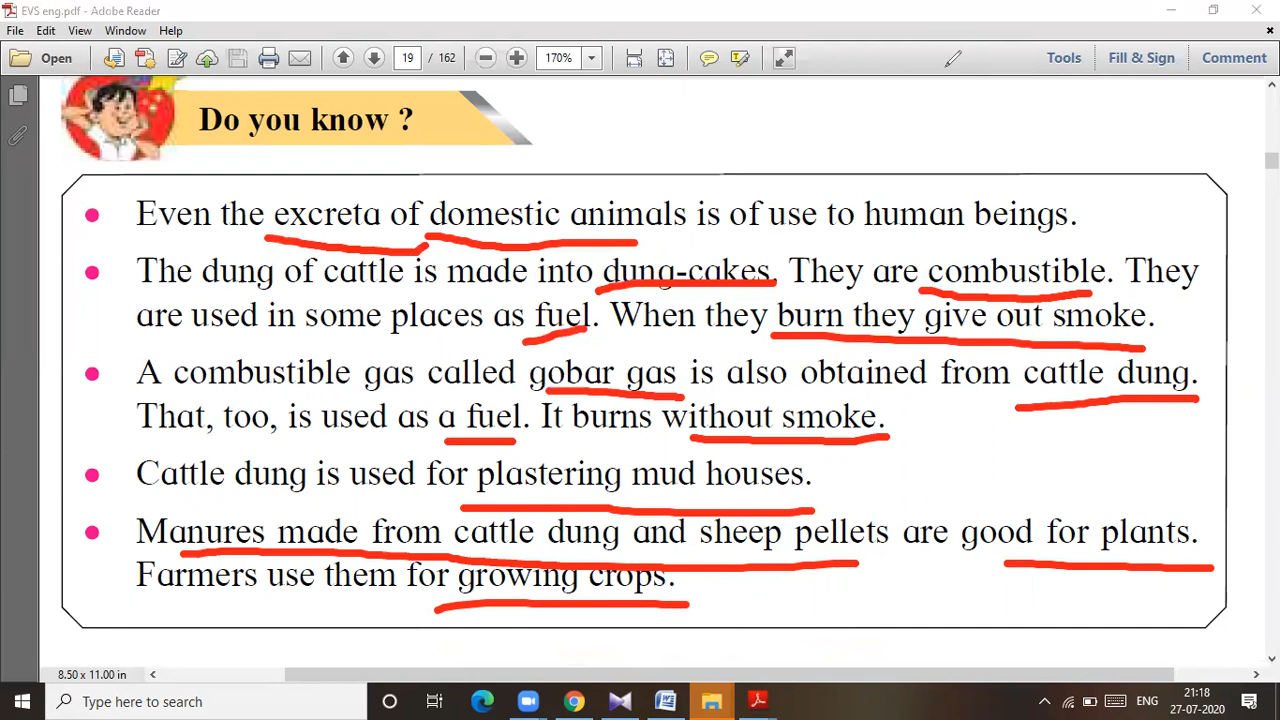 EVS eng.pdf - Adobe Reader
File Edit View Window Help
Open 19 / 162 170% Tools Fill & Sign Comment
Do you know ?
Even the excreta of domestic animals is of use to human beings.
The dung of cattle is made into dung-cakes. They are combustible. They
are used in some places as fuel. When they burn they give out smoke.
A combustible gas called gobar gas is also obtained from cattle dung.
That, too, is used as a fuel. It burns without smoke.
Cattle dung is used for plastering mud houses.
Manures made from cattle dung and sheep pellets are good for plants.
Farmers use them for growing crops.
8.50 x 11.00 in
Type here to search ENG 21:18
27-07-2020